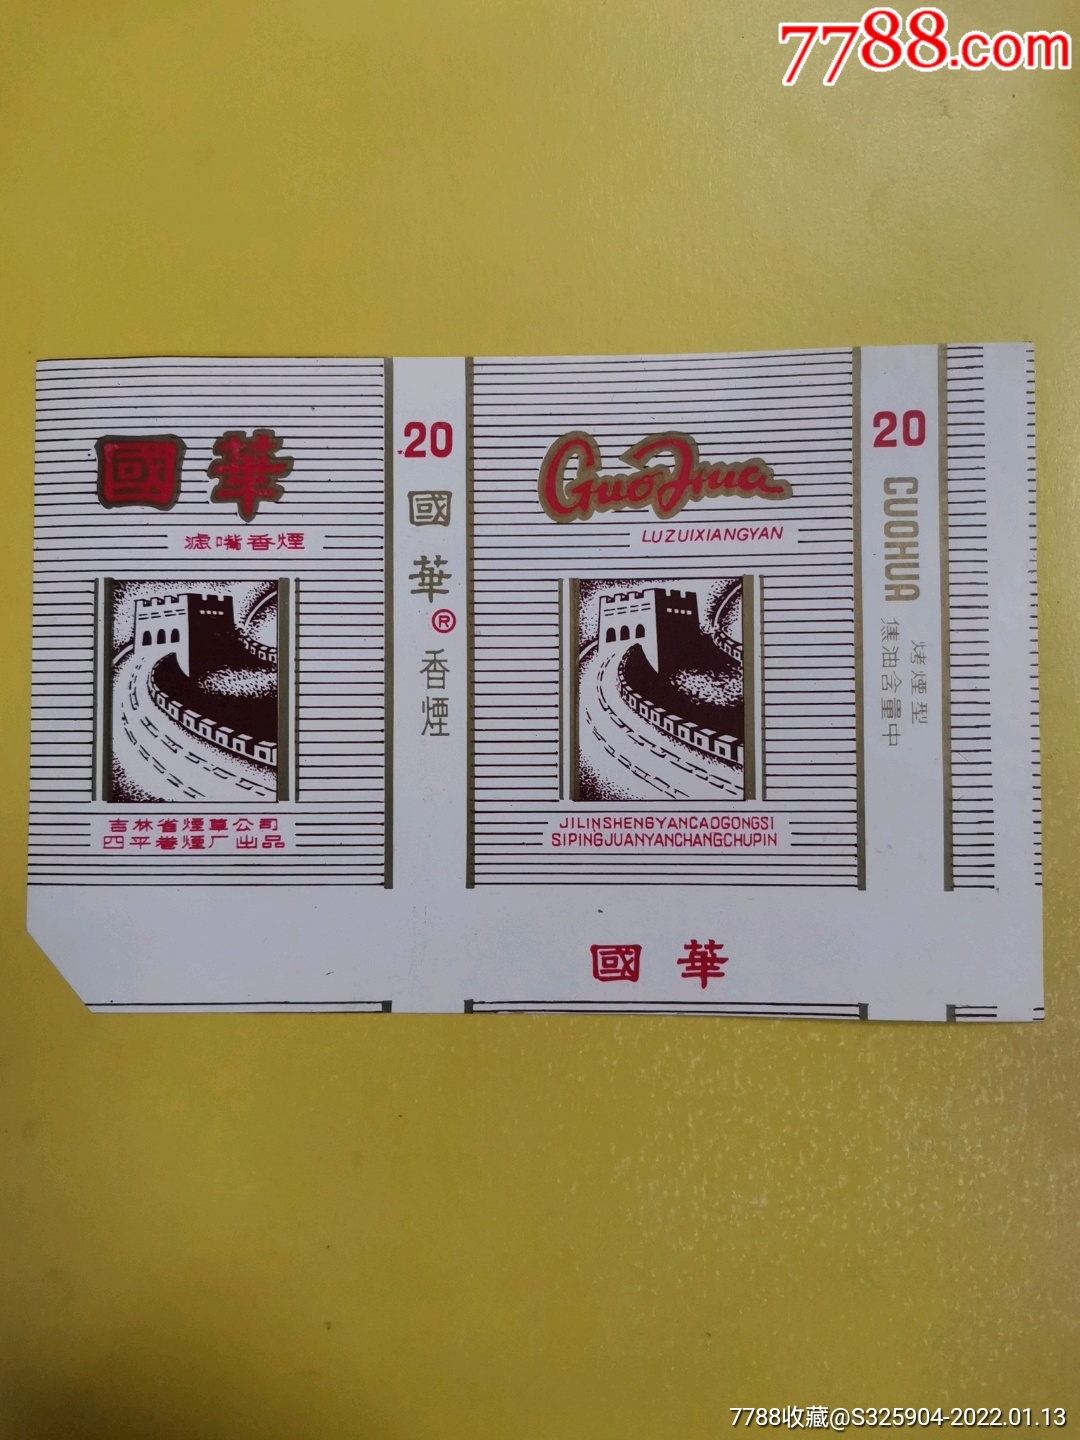 7788.com
國華
滤嘴香煙
吉林省煙草公司
四平卷煙厂出品
20
國華®香煙
GuoHua
LUZUIXIANGYAN
JILINSHENGYANCAOGONGSI
SIPINGJUANYANCHANGCHUPIN
20
GUOHUA
烤煙型
焦油含量中
國華
7788收藏@S325904-2022.01.13